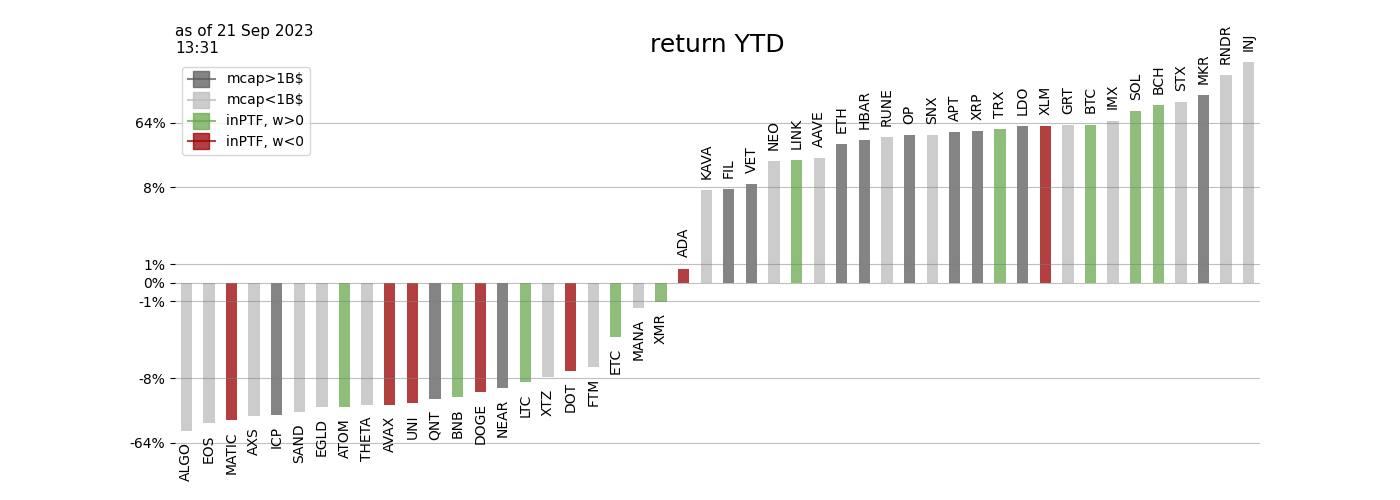 as of 21 Sep 2023
13:31
return YTD
mcap>1B$
mcap<1B$
inPTF, w>0
inPTF, w<0
64%
8%
1%
0%
-1%
-8%
-64%
ALGO
EOS
MATIC
AXS
ICP
SAND
EGLD
ATOM
THETA
AVAX
UNI
QNT
BNB
DOGE
NEAR
LTC
XTZ
DOT
FTM
ETC
MANA
XMR
ADA
KAVA
FIL
VET
NEO
LINK
AAVE
ETH
HBAR
RUNE
OP
SNX
APT
XRP
TRX
LDO
XLM
GRT
BTC
IMX
SOL
BCH
STX
MKR
RNDR
INJ